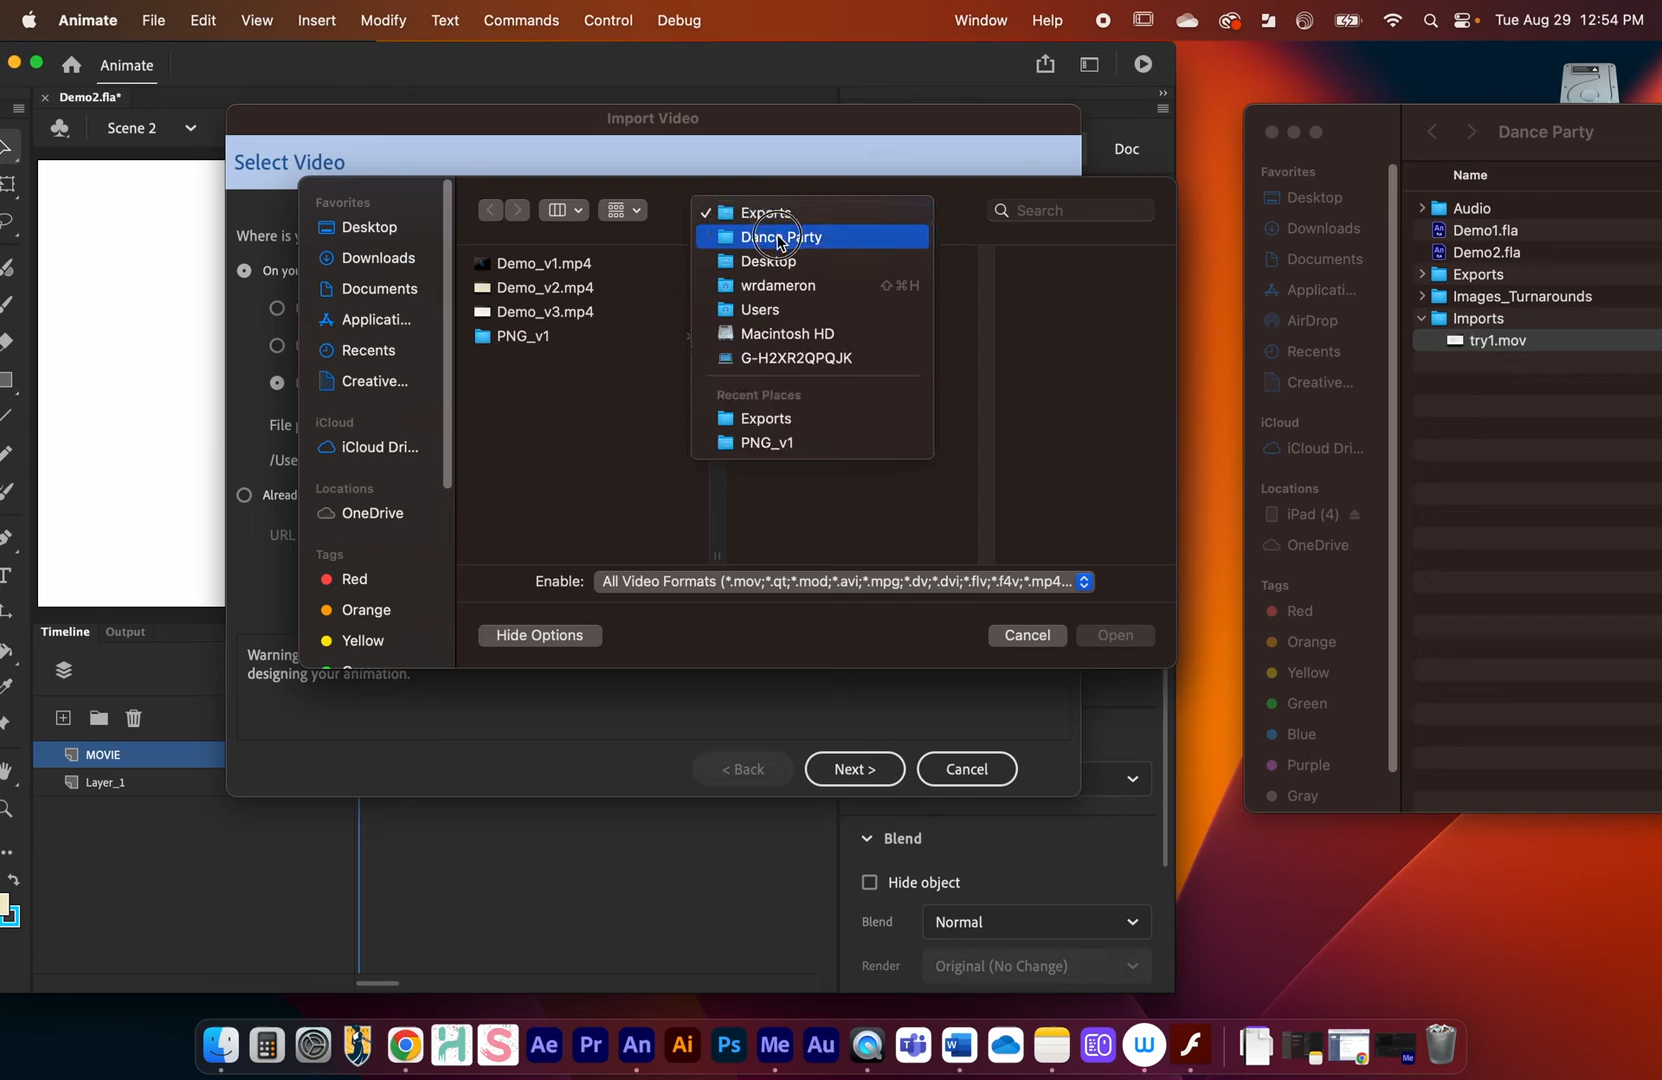 Animate File Edit View Insert Modify Text Commands Control Debug Window Help Tue Aug 29 12:54 PM
Animate
Demo2.fla*
Scene 2
Import Video
Select Video
Doc
Where is
On you
File p
/Use
Alread
URL
Favorites
Desktop
Downloads
Documents
Applicati...
Recents
Creative...
iCloud
iCloud Dri...
Locations
OneDrive
Tags
Red
Orange
Yellow
Search
Demo_v1.mp4
Demo_v2.mp4
Demo_v3.mp4
PNG_v1
Exports
Dance Party
Desktop
wrdameron ⇧⌘H
Users
Macintosh HD
G-H2XR2QPQJK
Recent Places
Exports
PNG_v1
Enable: All Video Formats (*.mov;*.qt;*.mod;*.avi;*.mpg;*.dv;*.dvi;*.flv;*.f4v;*.mp4...
Hide Options Cancel Open
Warning
designing your animation.
< Back Next > Cancel
Timeline Output
MOVIE
Layer_1
Blend
Hide object
Blend Normal
Render Original (No Change)
Dance Party
Favorites
Desktop
Downloads
Documents
Applicati...
AirDrop
Recents
Creative...
iCloud
iCloud Dri...
Locations
iPad (4)
OneDrive
Tags
Red
Orange
Yellow
Green
Blue
Purple
Gray
Name
Audio
Demo1.fla
Demo2.fla
Exports
Images_Turnarounds
Imports
try1.mov
Ae Pr An Ai Ps Me Au